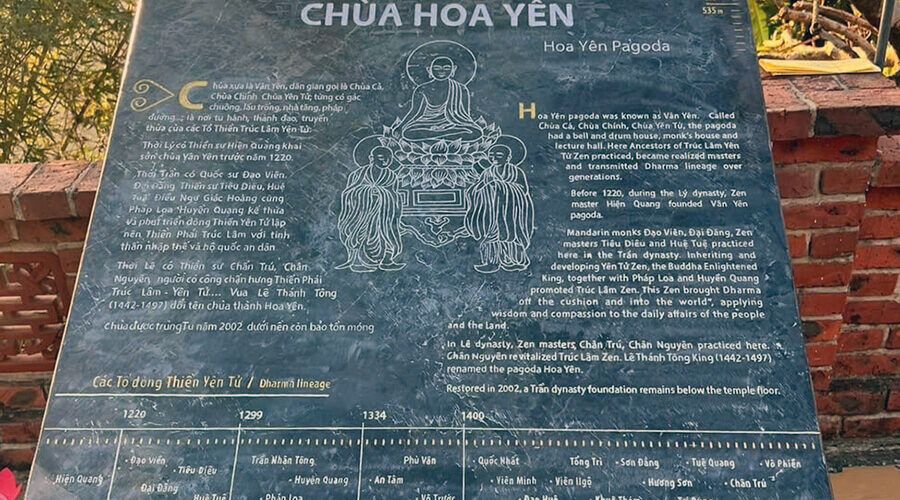 CHÙA HOA YÊN
535 m
Hoa Yên Pagoda
Chùa xưa là Vân Yên, dân gian gọi là Chùa Cả,
Chùa Chính Chùa Yên Tử; từng có gác
chuông, lầu trống, nhà tăng, pháp
đường...; là nơi tu hành, thành đạo, truyền
thừa của các Tổ Thiền Trúc Lâm Yên Tử.
Thời Lý có Thiền sư Hiện Quang khai
sơn chùa Vân Yên trước năm 1220.
Thời Trần có Quốc sư Đạo Viên,
Đại Đăng Thiền sư Tiêu Diêu, Huệ
Tuệ Điều Ngự Giác Hoàng cùng
Pháp Loa Huyền Quang kế thừa
và phát triển dòng Thiền Yên Tử lập
nên Thiền Phái Trúc Lâm với tinh
thần nhập thế và hộ quốc an dân
Thời Lê có Thiền sư Chân Trú, Chân
Nguyên người có công chấn hưng Thiền Phái
Trúc Lâm - Yên Tử.... Vua Lê Thánh Tông
(1442-1497) đổi tên chùa thành Hoa Yên.
Chùa được trùng Tu năm 2002 dưới nền còn bảo tồn móng
Hoa Yên pagoda was known as Vân Yên. Called
Chùa Cả, Chùa Chính, Chùa Yên Tử, the pagoda
had a bell and drum house, monk's house and
lecture hall. Here Ancestors of Trúc Lâm Yên
Tử Zen practiced, became realized masters
and transmitted Dharma lineage over
generations.
Before 1220, during the Lý dynasty, Zen
master Hiện Quang founded Vân Yên
pagoda.
Mandarin monks Đạo Viên, Đại Đăng, Zen
masters Tiêu Diêu and Huệ Tuệ practiced
here in the Trần dynasty. Inheriting and
developing Yên Tử Zen, the Buddha Enlightened
King, together with Pháp Loa and Huyền Quang
promoted Trúc Lâm Zen. This Zen brought Dharma
off the cushion and into the world", applying
wisdom and compassion to the daily affairs of the people
and the Land.
In Lê dynasty, Zen masters Chân Trú, Chân Nguyên practiced here.
Chân Nguyên revitalized Trúc Lâm Zen. Lê Thánh Tông King (1442-1497)
renamed the pagoda Hoa Yên.
Restored in 2002, a Trần dynasty foundation remains below the temple floor.
Các Tổ dòng Thiền Yên Tử / Dharma lineage
1220 1299 1334 1400
Đạo Viên Trần Nhân Tông Phù Vân Quốc Nhất Tổng Trì Sơn Đằng Tuệ Quang Vô Phiền
Hiện Quang Tiêu Diêu Huyền Quang An Tâm Viên Minh Viên Ngộ Hương Sơn Chân Trú
Đại Đăng Huệ Tuệ Pháp Loa Vô Trước Đạo Huệ